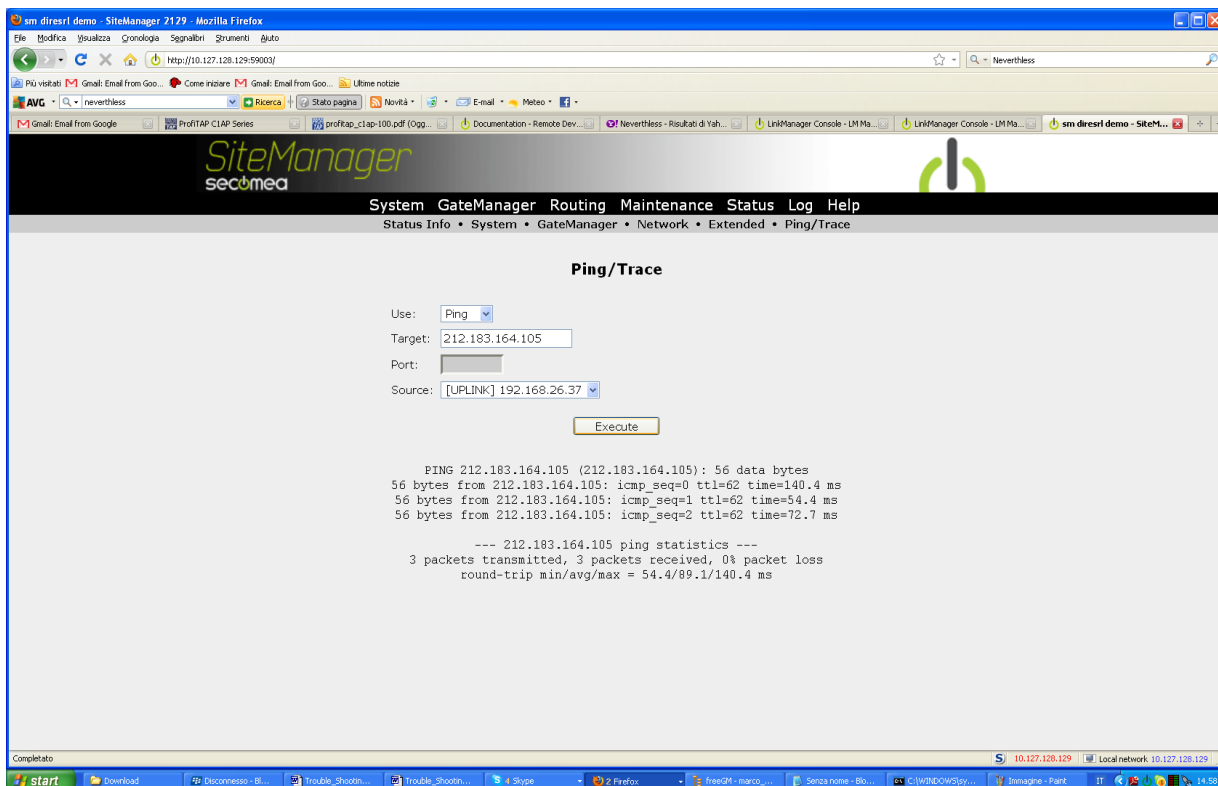 sm diresrl demo - SiteManager 2129 - Mozilla Firefox
File Modifica Visualizza Cronologia Segnalibri Strumenti Aiuto
http://10.127.128.129:59003/
Neverthless
Più visitati Gmail: Email from Goo... Come iniziare Gmail: Email from Goo... Ultime notizie
AVG neverthless Ricerca Stato pagina Novità E-mail Meteo
Gmail: Email from Google ProfiTAP C1AP Series profitap_c1ap-100.pdf (Ogg... Documentation - Remote Dev... Neverthless - Risultati di Yah... LinkManager Console - LM Ma... LinkManager Console - LM Ma... sm diresrl demo - SiteM...
SiteManager
secomea
System GateManager Routing Maintenance Status Log Help
Status Info • System • GateManager • Network • Extended • Ping/Trace
Ping/Trace
Use: Ping
Target: 212.183.164.105
Port:
Source: [UPLINK] 192.168.26.37
Execute
PING 212.183.164.105 (212.183.164.105): 56 data bytes
56 bytes from 212.183.164.105: icmp_seq=0 ttl=62 time=140.4 ms
56 bytes from 212.183.164.105: icmp_seq=1 ttl=62 time=54.4 ms
56 bytes from 212.183.164.105: icmp_seq=2 ttl=62 time=72.7 ms
--- 212.183.164.105 ping statistics ---
3 packets transmitted, 3 packets received, 0% packet loss
round-trip min/avg/max = 54.4/89.1/140.4 ms
Completato
10.127.128.129 Local network 10.127.128.129
start Download Disconnesso - Bl... Trouble_Shootin... Trouble_Shootin... 4 Skype 2 Firefox freeGM - marco_... Senza nome - Blo... C:\WINDOWS\sy... Immagine - Paint IT 14.58